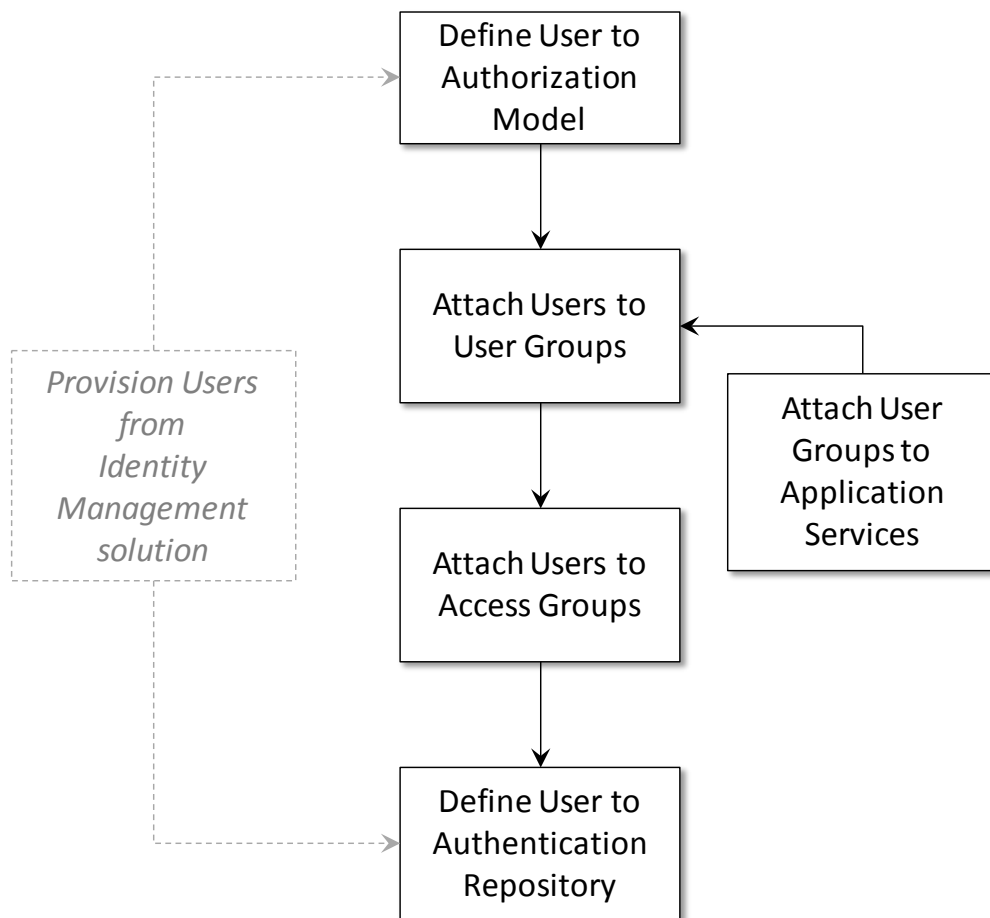 Define User to
Authorization
Model
Attach Users to
User Groups
Provision Users
from
Identity
Management
solution
Attach User
Groups to
Application
Services
Attach Users to
Access Groups
Define User to
Authentication
Repository